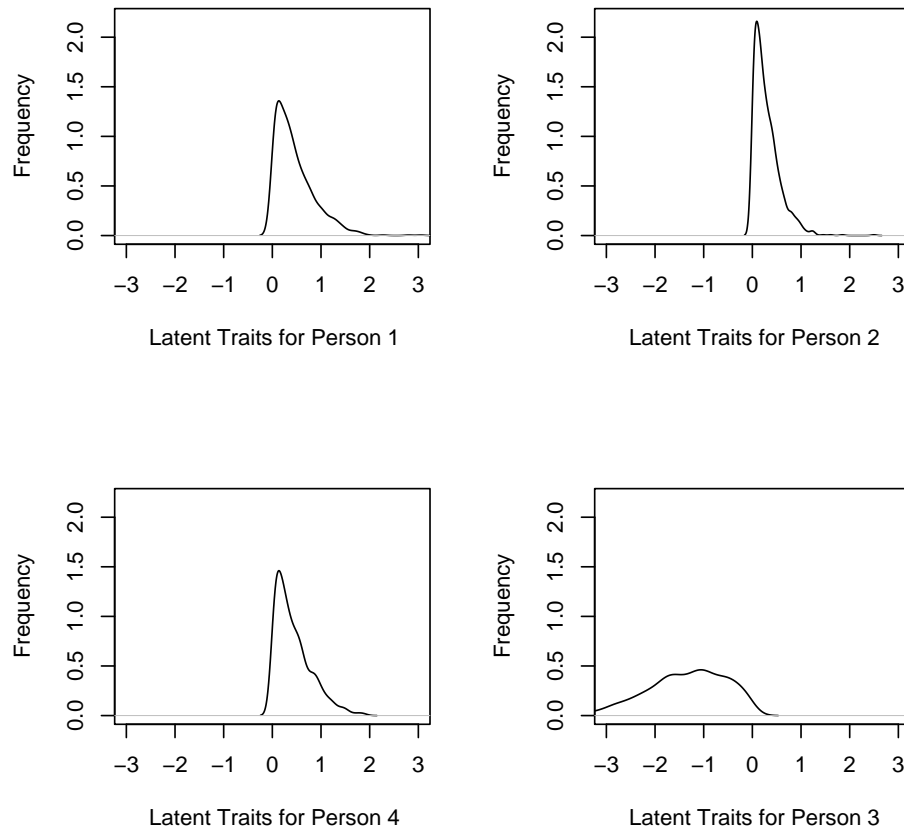 Frequency
0.0 0.5 1.0 1.5 2.0
−3 −2 −1 0 1 2 3
Latent Traits for Person 1
Frequency
0.0 0.5 1.0 1.5 2.0
−3 −2 −1 0 1 2 3
Latent Traits for Person 2
Frequency
0.0 0.5 1.0 1.5 2.0
−3 −2 −1 0 1 2 3
Latent Traits for Person 4
Frequency
0.0 0.5 1.0 1.5 2.0
−3 −2 −1 0 1 2 3
Latent Traits for Person 3